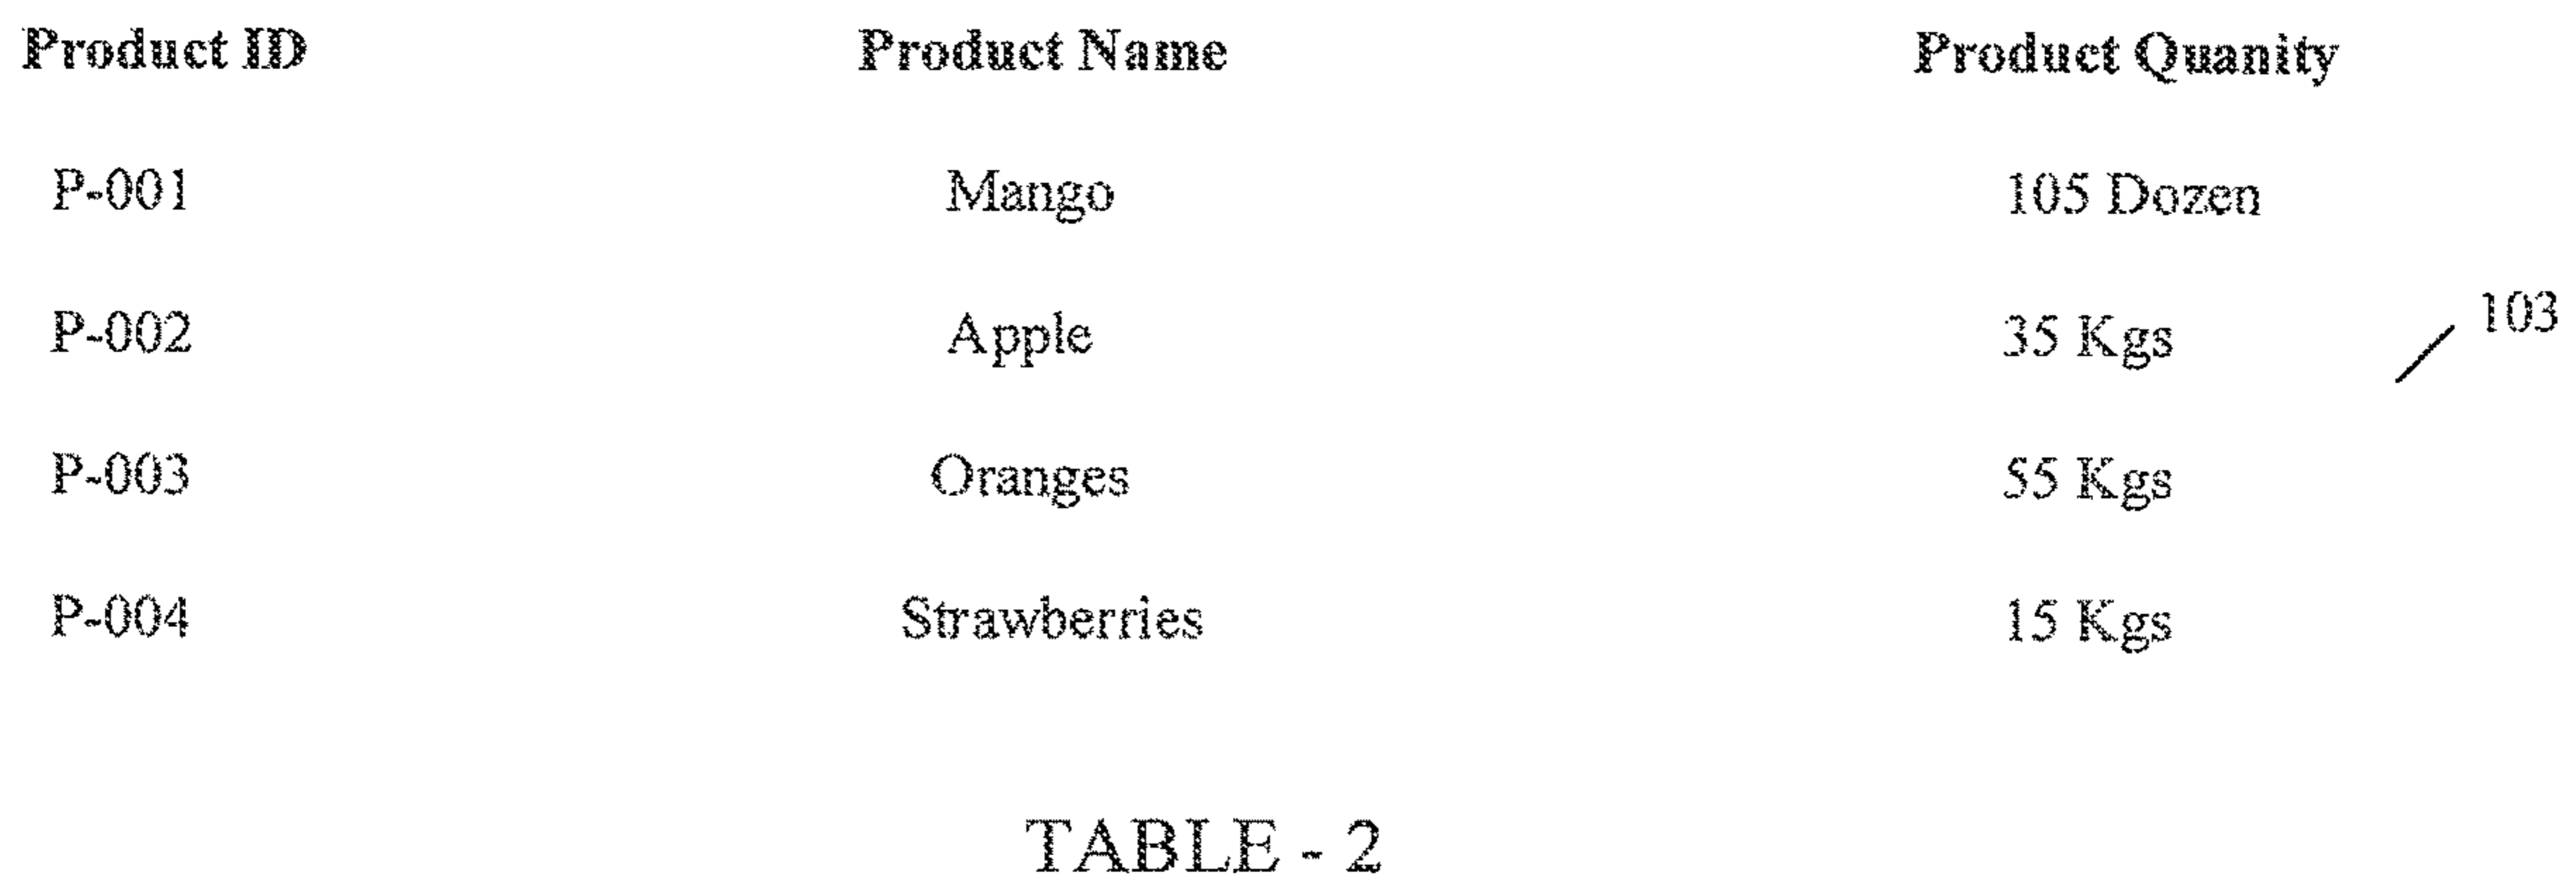 Product ID Product Name Product Quanity
P-001 Mango 105 Dozen
P-002 Apple 35 Kgs 103
P-003 Oranges 55 Kgs
P-004 Strawberries 15 Kgs
TABLE - 2